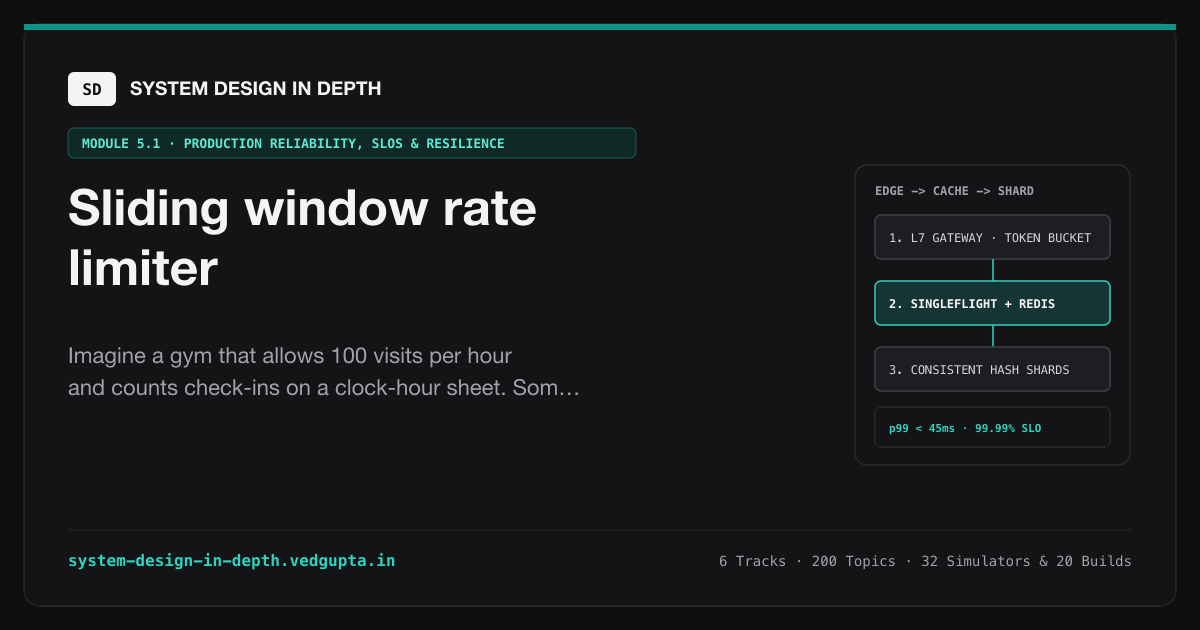 SD SYSTEM DESIGN IN DEPTH
MODULE 5.1 · PRODUCTION RELIABILITY, SLOS & RESILIENCE
Sliding window rate
limiter
Imagine a gym that allows 100 visits per hour
and counts check-ins on a clock-hour sheet. Som…
EDGE —> CACHE —> SHARD
1. L7 GATEWAY · TOKEN BUCKET
2. SINGLEFLIGHT + REDIS
3. CONSISTENT HASH SHARDS
p99 < 45ms · 99.99% SLO
system-design-in-depth.vedgupta.in
6 Tracks · 200 Topics · 32 Simulators & 20 Builds